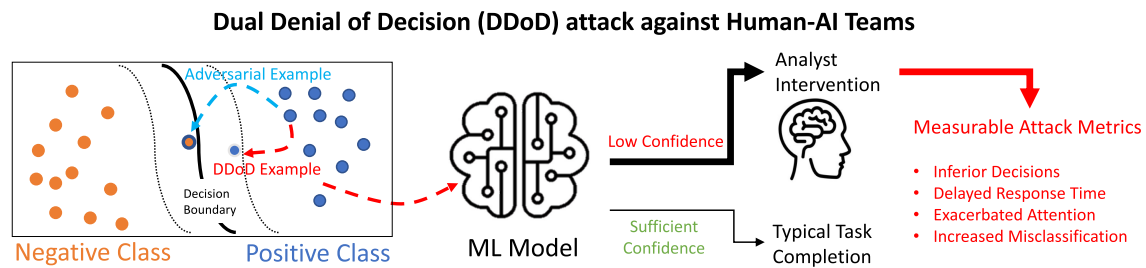 Dual Denial of Decision (DDoD) attack against Human-AI Teams
Adversarial Example
DDoD Example
Decision
Boundary
Negative Class
Positive Class
ML Model
Low Confidence
Sufficient
Confidence
Analyst
Intervention
Typical Task
Completion
Measurable Attack Metrics
• Inferior Decisions
• Delayed Response Time
• Exacerbated Attention
• Increased Misclassification